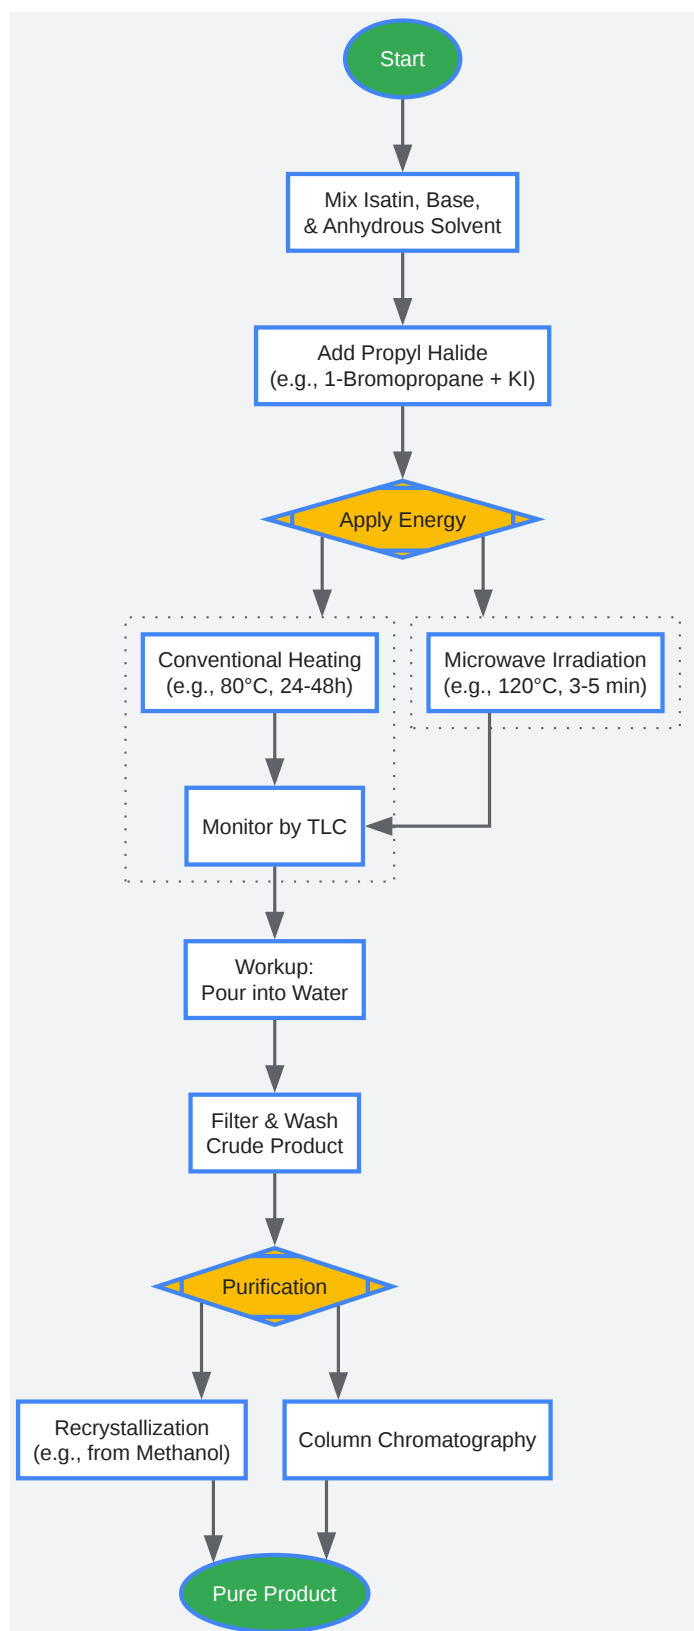 Start
Mix Isatin, Base,
& Anhydrous Solvent
Add Propyl Halide
(e.g., 1-Bromopropane + KI)
Apply Energy
Conventional Heating
(e.g., 80°C, 24-48h)
Microwave Irradiation
(e.g., 120°C, 3-5 min)
Monitor by TLC
Workup:
Pour into Water
Filter & Wash
Crude Product
Purification
Recrystallization
(e.g., from Methanol)
Column Chromatography
Pure Product